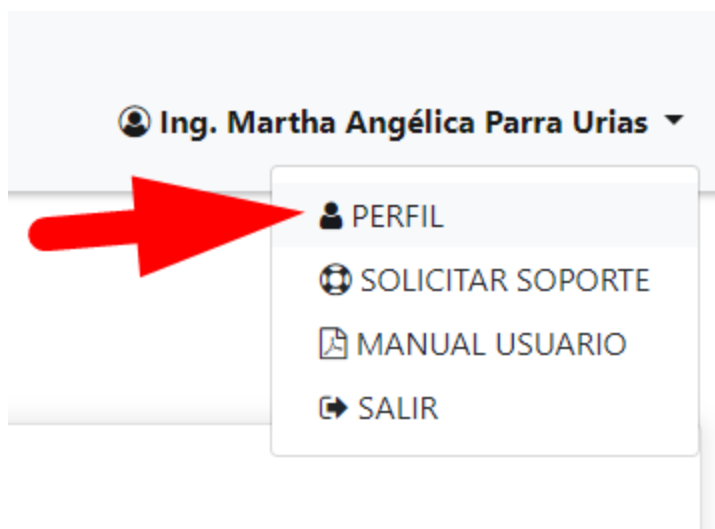 Ing. Martha Angélica Parra Urias
PERFIL
SOLICITAR SOPORTE
MANUAL USUARIO
SALIR